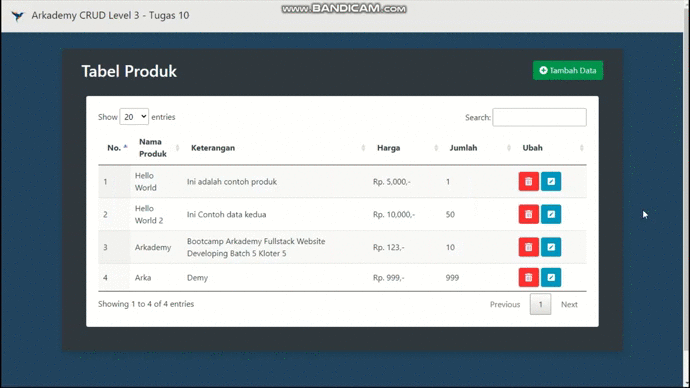 www.BANDICAM.com
Arkademy CRUD Level 3 - Tugas 10
Tabel Produk
Tambah Data
Show 20 entries
Search:
No. Nama Produk Keterangan Harga Jumlah Ubah
1 Hello World Ini adalah contoh produk Rp. 5,000,- 1
2 Hello World 2 Ini Contoh data kedua Rp. 10,000,- 50
3 Arkademy Bootcamp Arkademy Fullstack Website Developing Batch 5 Kloter 5 Rp. 123,- 10
4 Arka Demy Rp. 999,- 999
Showing 1 to 4 of 4 entries
Previous 1 Next